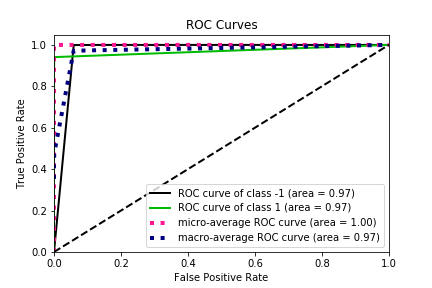 ROC Curves
True Positive Rate
1.0
0.8
0.6
0.4
0.2
0.0
ROC curve of class -1 (area = 0.97)
ROC curve of class 1 (area = 0.97)
micro-average ROC curve (area = 1.00)
macro-average ROC curve (area = 0.97)
0.0 0.2 0.4 0.6 0.8 1.0
False Positive Rate